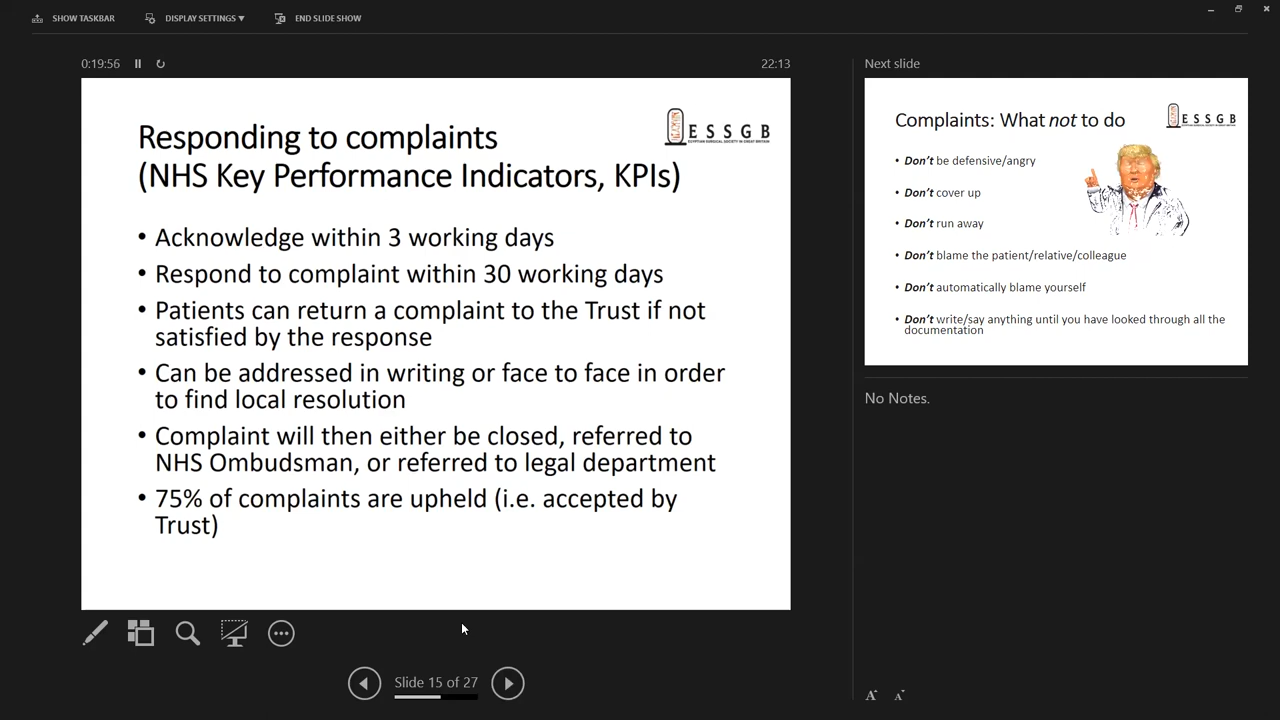 SHOW TASKBAR
DISPLAY SETTINGS
END SLIDE SHOW
0:19:56
22:13
Responding to complaints
(NHS Key Performance Indicators, KPIs)
ESSGB
EGYPTIAN SURGICAL SOCIETY IN GREAT BRITAIN
• Acknowledge within 3 working days
• Respond to complaint within 30 working days
• Patients can return a complaint to the Trust if not
satisfied by the response
• Can be addressed in writing or face to face in order
to find local resolution
• Complaint will then either be closed, referred to
NHS Ombudsman, or referred to legal department
• 75% of complaints are upheld (i.e. accepted by
Trust)
Slide 15 of 27
Next slide
Complaints: What not to do
ESSGB
• Don't be defensive/angry
• Don't cover up
• Don't run away
• Don't blame the patient/relative/colleague
• Don't automatically blame yourself
• Don't write/say anything until you have looked through all the
documentation
No Notes.
A A